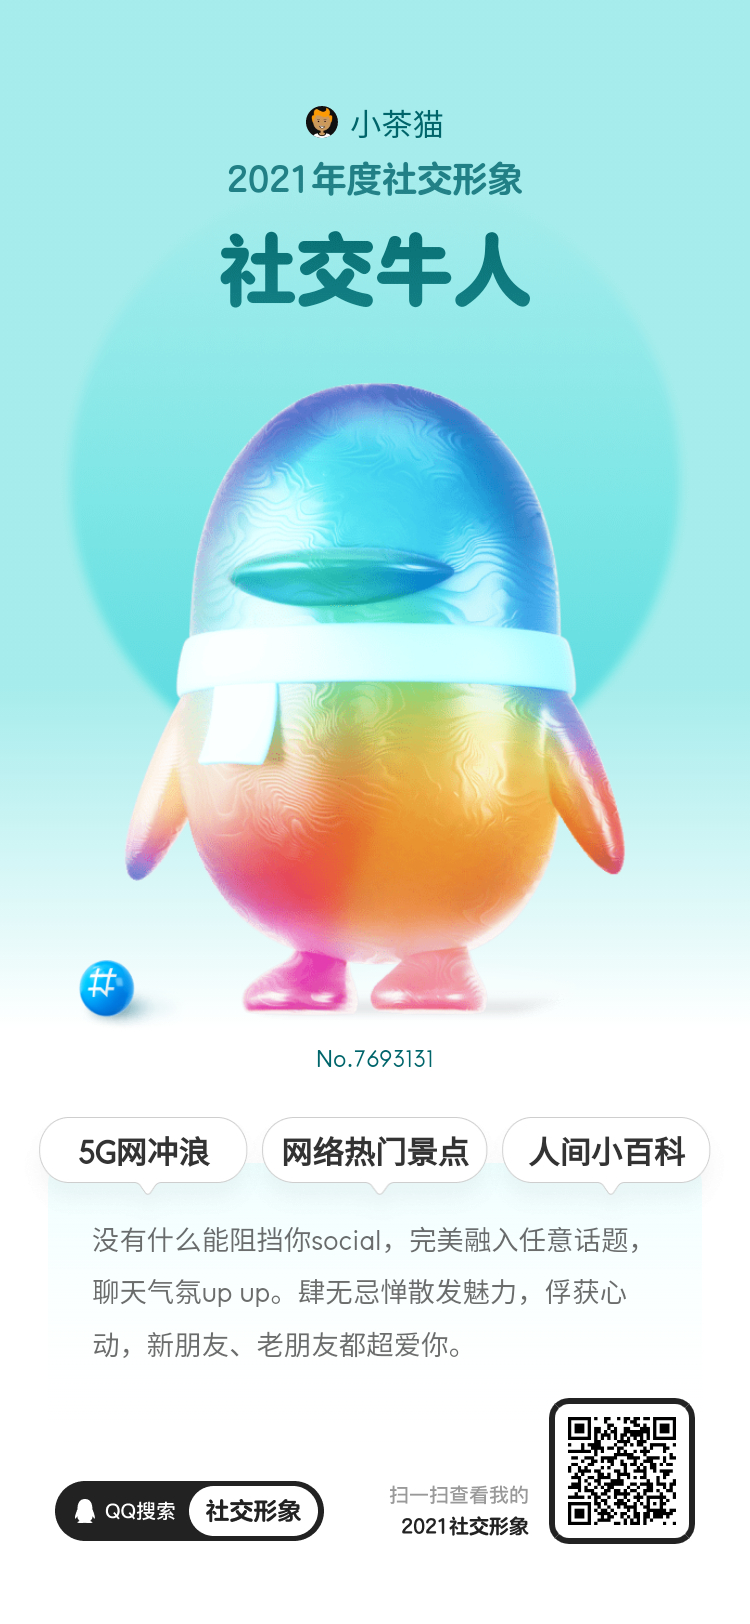 小茶猫
2021年度社交形象
社交牛人
#
No.7693131
5G网冲浪
网络热门景点
人间小百科
没有什么能阻挡你social，完美融入任意话题，
聊天气氛up up。肆无忌惮散发魅力，俘获心
动，新朋友、老朋友都超爱你。
QQ搜索 社交形象
扫一扫查看我的
2021社交形象